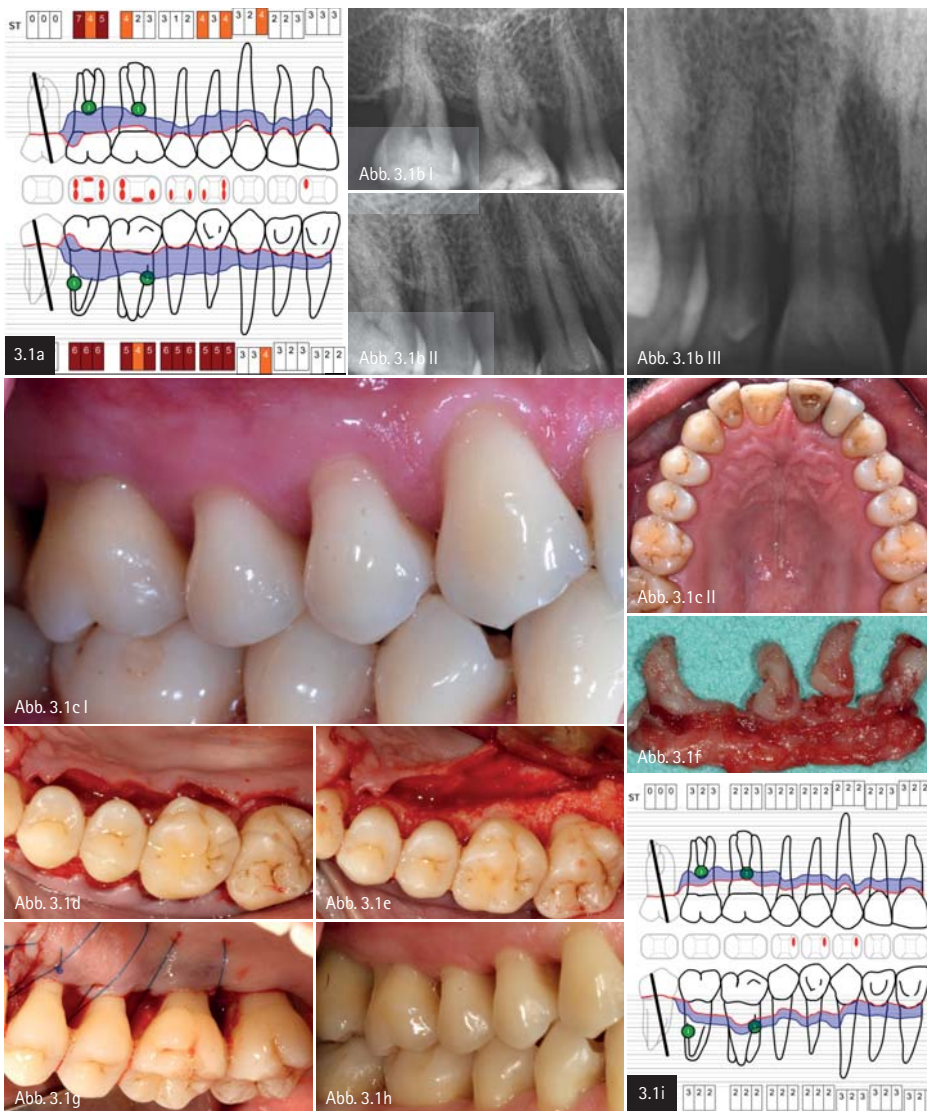 ST 0 0 0 7 4 5 4 2 3 3 1 2 4 3 4 3 2 4 2 2 3 3 3 3
6 6 6 5 4 5 6 5 6 5 5 5 3 3 4 3 2 3 3 2 2
3.1a
Abb. 3.1b I
Abb. 3.1b II
Abb. 3.1b III
Abb. 3.1c I
Abb. 3.1c II
Abb. 3.1d
Abb. 3.1e
Abb. 3.1f
Abb. 3.1g
Abb. 3.1h
ST 0 0 0 3 2 3 2 2 3 3 2 2 2 2 2 2 2 2 2 2 3 3 2 2
3 2 2 2 2 2 2 2 2 2 2 2 3 2 3 3 2 2 3 2
3.1i